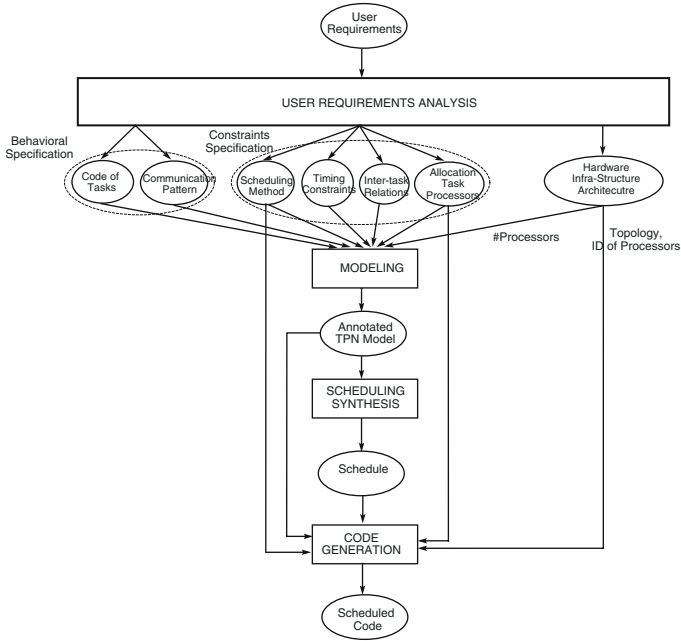 User
Requirements
USER REQUIREMENTS ANALYSIS
Behavioral
Specification
Constraints
Specification
Code of
Tasks
Communication
Pattern
Scheduling
Method
Timing
Constraints
Inter-task
Relations
Allocation
Task
Processors
Hardware
Infra-Structure
Architecutre
#Processors
Topology,
ID of Processors
MODELING
Annotated
TPN Model
SCHEDULING
SYNTHESIS
Schedule
CODE
GENERATION
Scheduled
Code